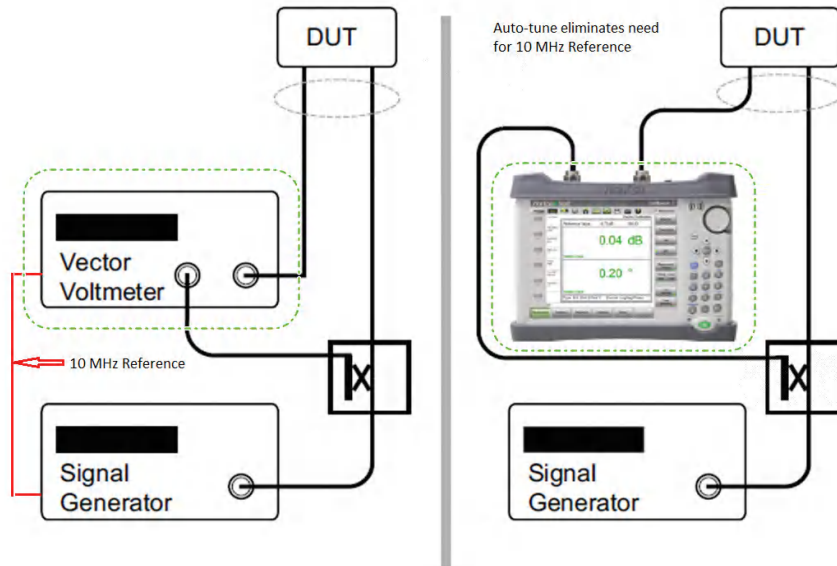 DUT
Vector
Voltmeter
10 MHz Reference
Signal
Generator
Auto-tune eliminates need
for 10 MHz Reference
DUT
0.04 dB
0.20 °
Signal
Generator